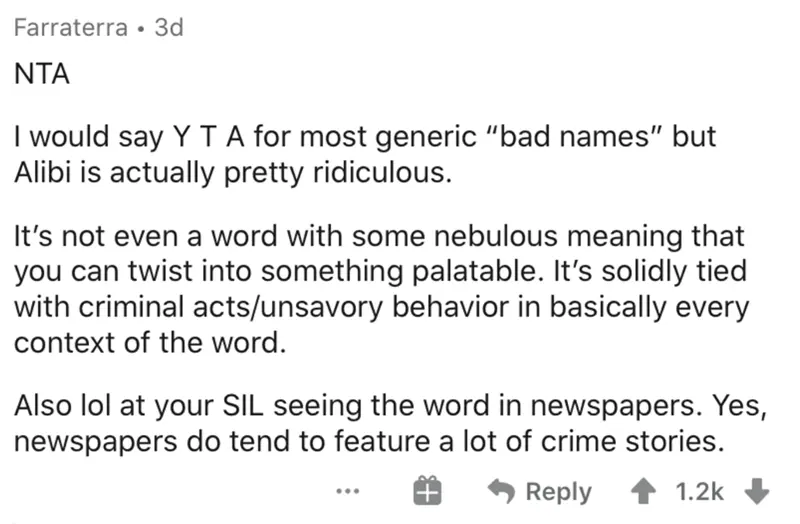 Farraterra • 3d
NTA
I would say Y T A for most generic “bad names” but
Alibi is actually pretty ridiculous.
It’s not even a word with some nebulous meaning that
you can twist into something palatable. It’s solidly tied
with criminal acts/unsavory behavior in basically every
context of the word.
Also lol at your SIL seeing the word in newspapers. Yes,
newspapers do tend to feature a lot of crime stories.
Reply 1.2k